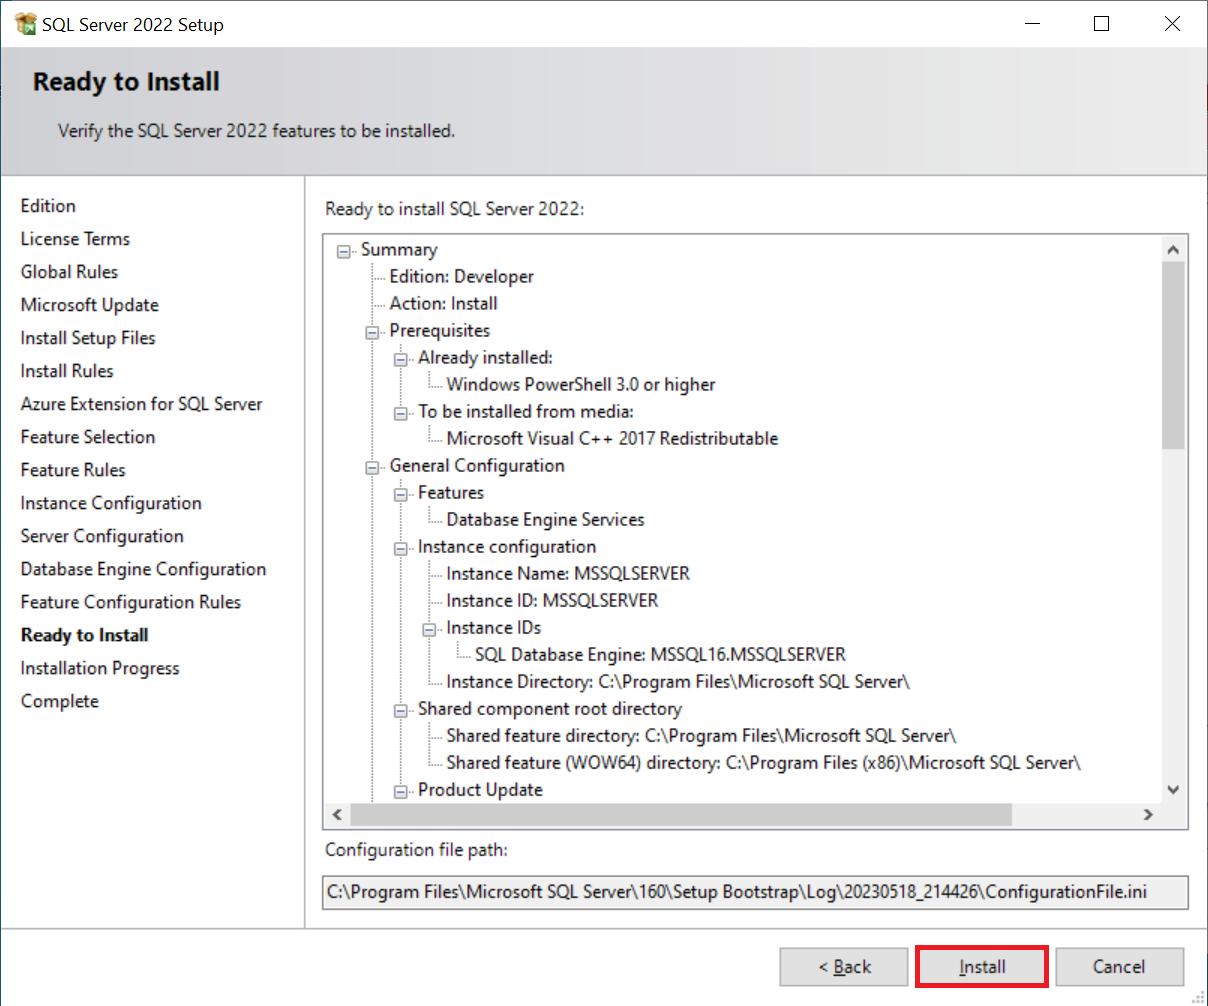 SQL Server 2022 Setup
Ready to Install
Verify the SQL Server 2022 features to be installed.
Edition
License Terms
Global Rules
Microsoft Update
Install Setup Files
Install Rules
Azure Extension for SQL Server
Feature Selection
Feature Rules
Instance Configuration
Server Configuration
Database Engine Configuration
Feature Configuration Rules
Ready to Install
Installation Progress
Complete
Ready to install SQL Server 2022:
Summary
Edition: Developer
Action: Install
Prerequisites
Already installed:
Windows PowerShell 3.0 or higher
To be installed from media:
Microsoft Visual C++ 2017 Redistributable
General Configuration
Features
Database Engine Services
Instance configuration
Instance Name: MSSQLSERVER
Instance ID: MSSQLSERVER
Instance IDs
SQL Database Engine: MSSQL16.MSSQLSERVER
Instance Directory: C:\Program Files\Microsoft SQL Server\
Shared component root directory
Shared feature directory: C:\Program Files\Microsoft SQL Server\
Shared feature (WOW64) directory: C:\Program Files (x86)\Microsoft SQL Server\
Product Update
Configuration file path:
C:\Program Files\Microsoft SQL Server\160\Setup Bootstrap\Log\20230518_214426\ConfigurationFile.ini
< Back
Install
Cancel